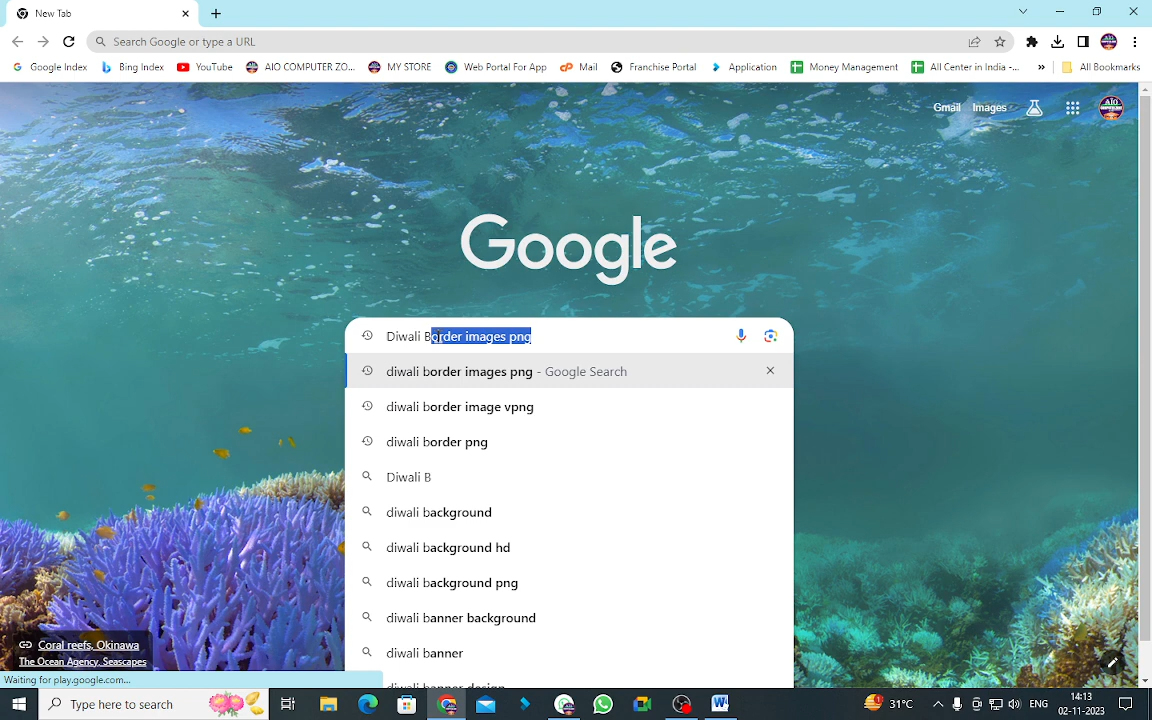 New Tab
Search Google or type a URL
Google Index
Bing Index
YouTube
AIO COMPUTER ZO...
MY STORE
Web Portal For App
Mail
Franchise Portal
Application
Money Management
All Center in India -...
»
All Bookmarks
Gmail
Images
Google
Diwali Border images png
diwali border images png - Google Search
diwali border image vpng
diwali border png
Diwali B
diwali background
diwali background hd
diwali background png
diwali banner background
diwali banner
diwali banner design
Coral reefs, Okinawa
The Ocean Agency, Seascapes
Waiting for play.google.com...
Type here to search
31°C
ENG
14:13
02-11-2023